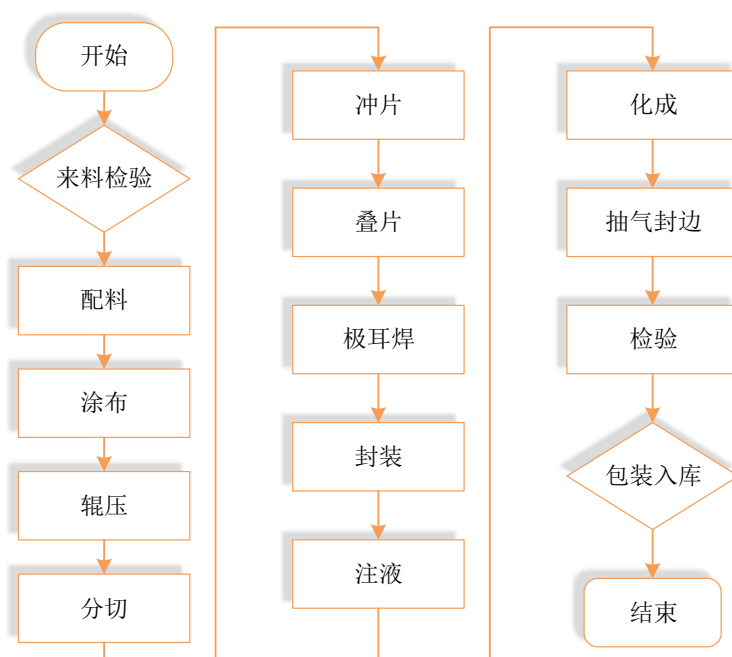 开始
来料检验
配料
涂布
辊压
分切
冲片
叠片
极耳焊
封装
注液
化成
抽气封边
检验
包装入库
结束